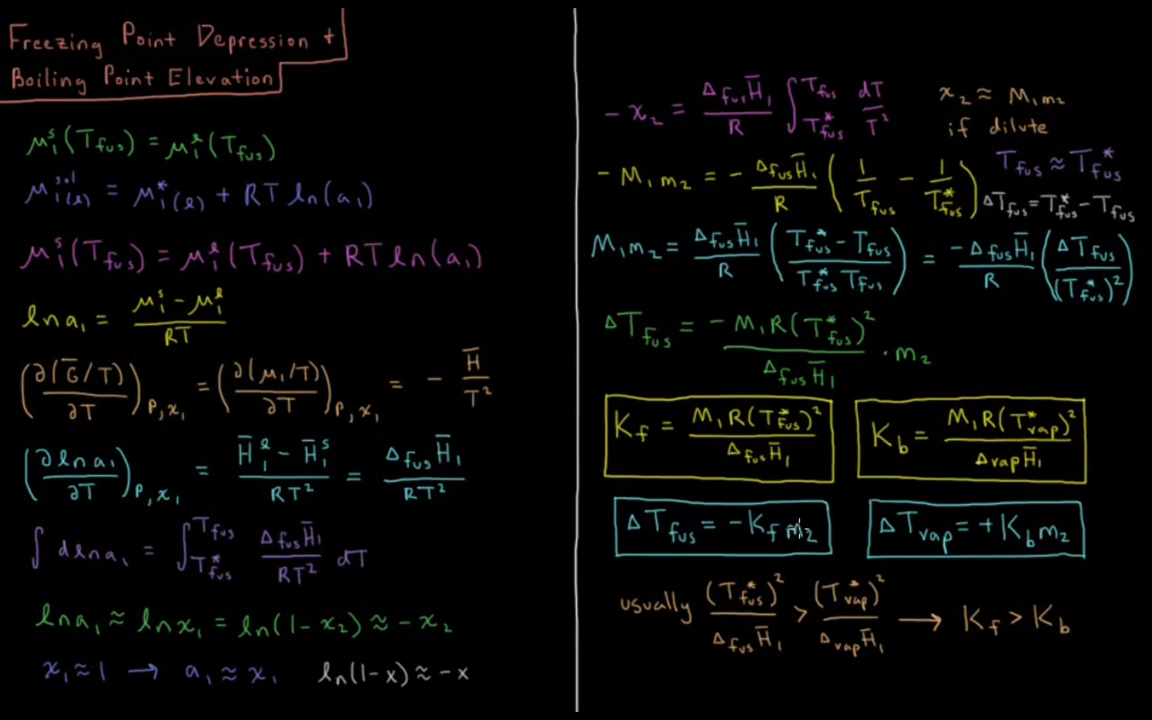 Freezing Point Depression +
Boiling Point Elevation
μ₁ˢ(T_fus) = μ₁ˡ(T_fus)
μ₁₍ℓ₎ˢᵒˡ = μ*₁₍ℓ₎ + RT ln(a₁)
μ₁ˢ(T_fus) = μ₁ˡ(T_fus) + RT ln(a₁)
ln a₁ = (μ₁ˢ - μ₁ˡ) / RT
(∂(G̅/T) / ∂T)_P,x₁ = (∂(μ₁/T) / ∂T)_P,x₁ = - H̅ / T²
(∂ ln a₁ / ∂T)_P,x₁ = (H̅₁ˡ - H̅₁ˢ) / RT² = Δ_fus H̅₁ / RT²
∫ d ln a₁ = ∫_{T*_fus}^{T_fus} Δ_fus H̅₁ / RT² dT
ln a₁ ≈ ln x₁ = ln(1 - x₂) ≈ - x₂
x₁ ≈ 1 → a₁ ≈ x₁ ln(1-x) ≈ -x
- x₂ = Δ_fus H̅₁ / R ∫_{T*_fus}^{T_fus} dT / T² x₂ ≈ M₁m₂
if dilute
- M₁m₂ = - Δ_fus H̅₁ / R (1 / T_fus - 1 / T*_fus) T_fus ≈ T*_fus
ΔT_fus = T*_fus - T_fus
M₁m₂ = Δ_fus H̅₁ / R ((T*_fus - T_fus) / T*_fus T_fus) = -Δ_fus H̅₁ / R (ΔT_fus / (T*_fus)²)
ΔT_fus = - M₁R(T*_fus)² / Δ_fus H̅₁ · m₂
K_f = M₁R(T*_fus)² / Δ_fus H̅₁ K_b = M₁R(T*_vap)² / Δ_vap H̅₁
ΔT_fus = -K_f m₂ ΔT_vap = +K_b m₂
usually (T*_fus)² / Δ_fus H̅₁ > (T*_vap)² / Δ_vap H̅₁ → K_f > K_b